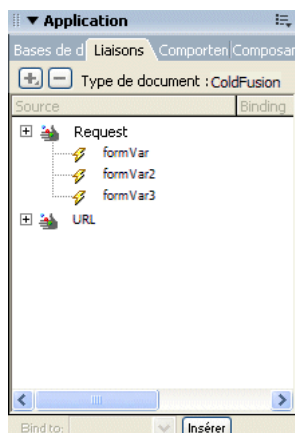 Application
Bases de d Liaisons Comporten Composar
Type de document : ColdFusion
Source Binding
Request
formVar
formVar2
formVar3
URL
Bind to: Insérer